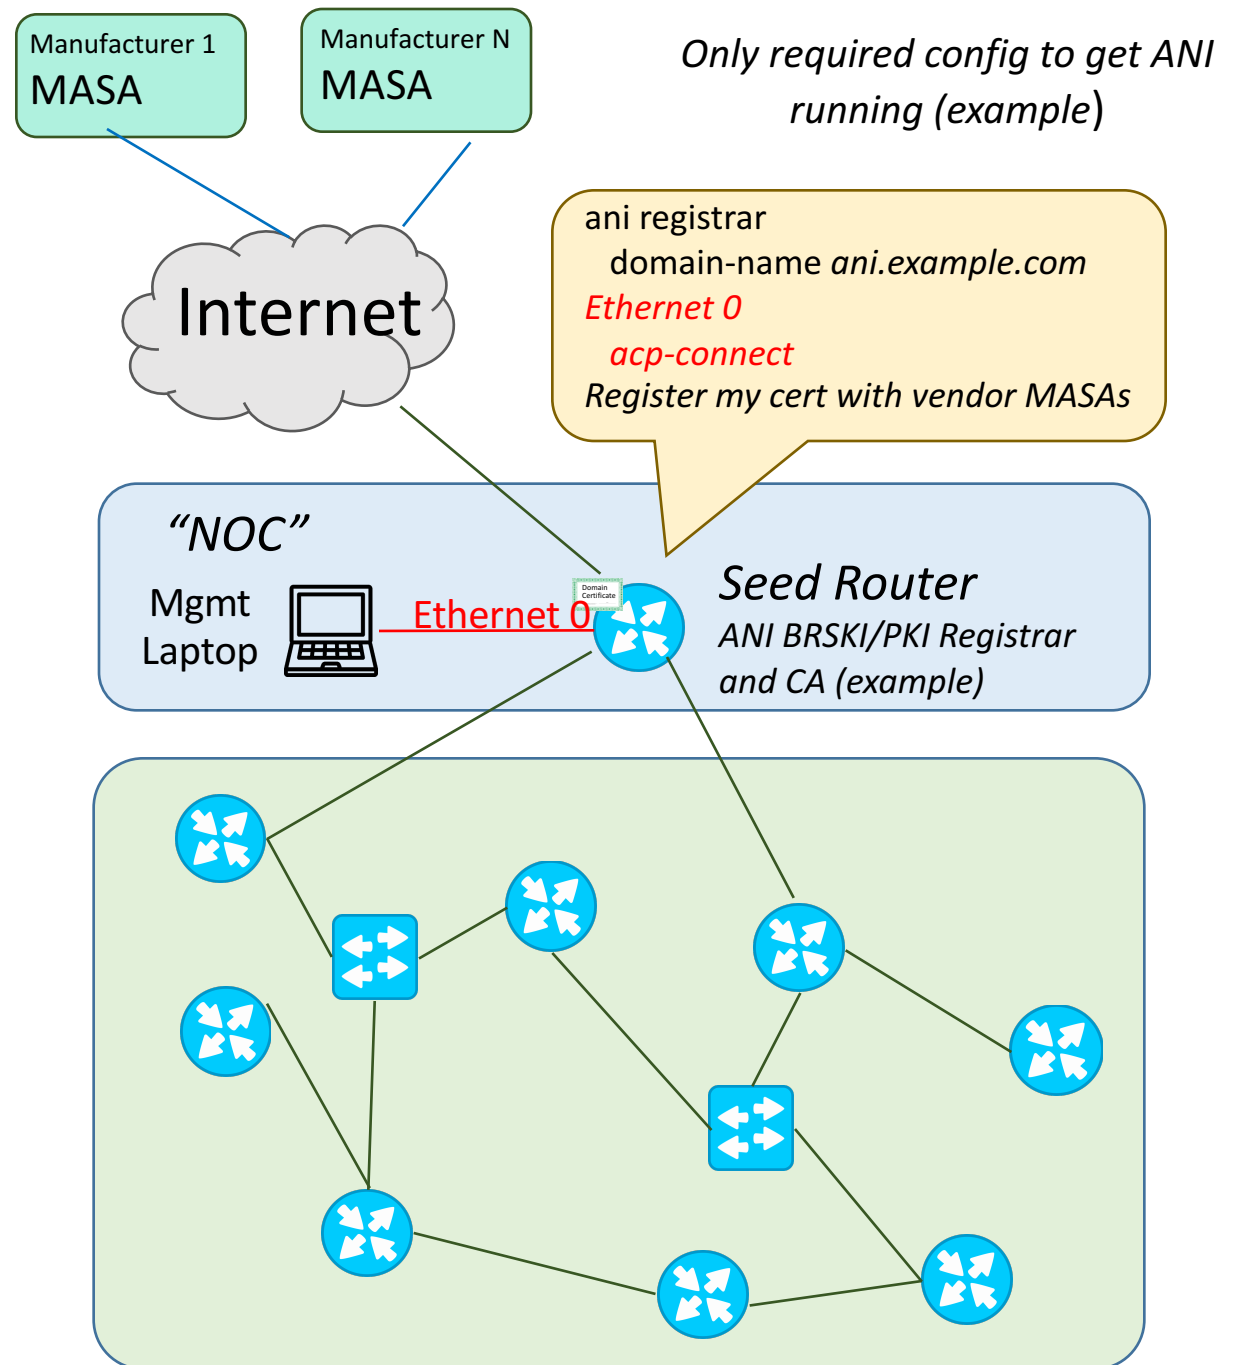 Manufacturer 1
MASA
Manufacturer N
MASA
Only required config to get ANI
running (example)
ani registrar
domain-name ani.example.com
Ethernet 0
acp-connect
Register my cert with vendor MASAs
Internet
“NOC”
Mgmt
Laptop
Ethernet 0
Domain
Certificate
Seed Router
ANI BRSKI/PKI Registrar
and CA (example)